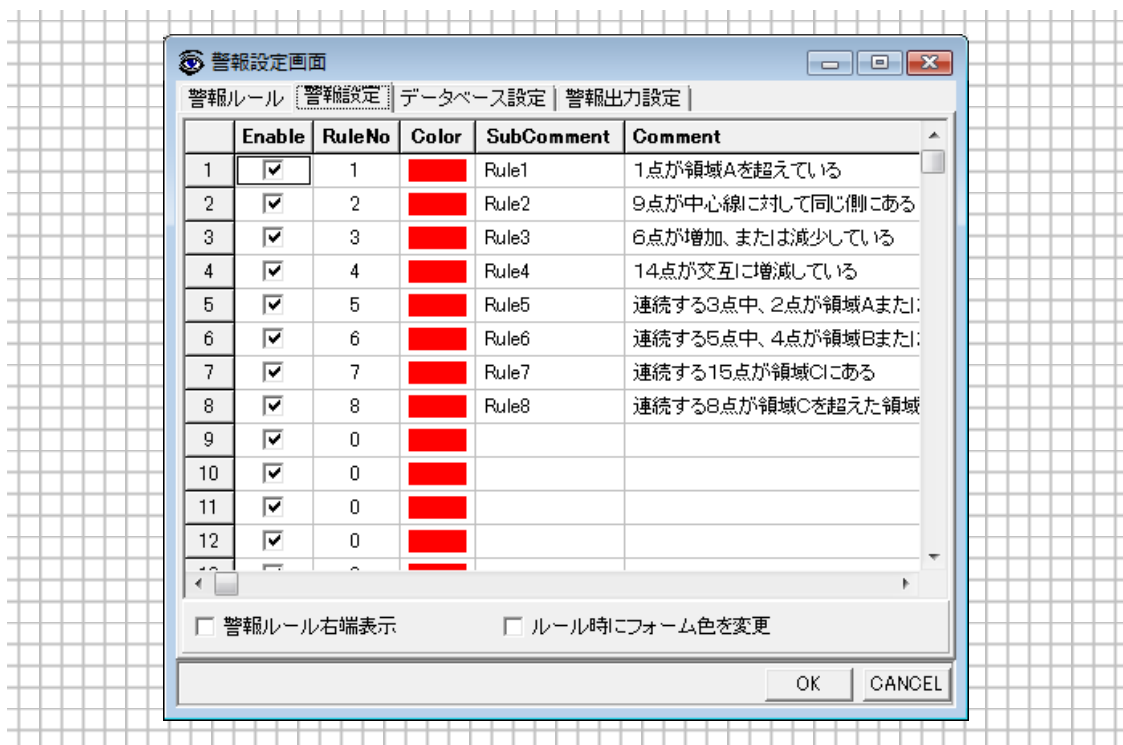 警報設定画面
警報ルール 警報設定 データベース設定 警報出力設定
Enable RuleNo Color SubComment Comment
1 1 Rule1 1点が領域Aを超えている
2 2 Rule2 9点が中心線に対して同じ側にある
3 3 Rule3 6点が増加、または減少している
4 4 Rule4 14点が交互に増減している
5 5 Rule5 連続する3点中、2点が領域Aまた
6 6 Rule6 連続する5点中、4点が領域Bまた
7 7 Rule7 連続する15点が領域Cにある
8 8 Rule8 連続する8点が領域Cを超えた領域
9 0
10 0
11 0
12 0
警報ルール右端表示 ルール時にフォーム色を変更
OK CANCEL